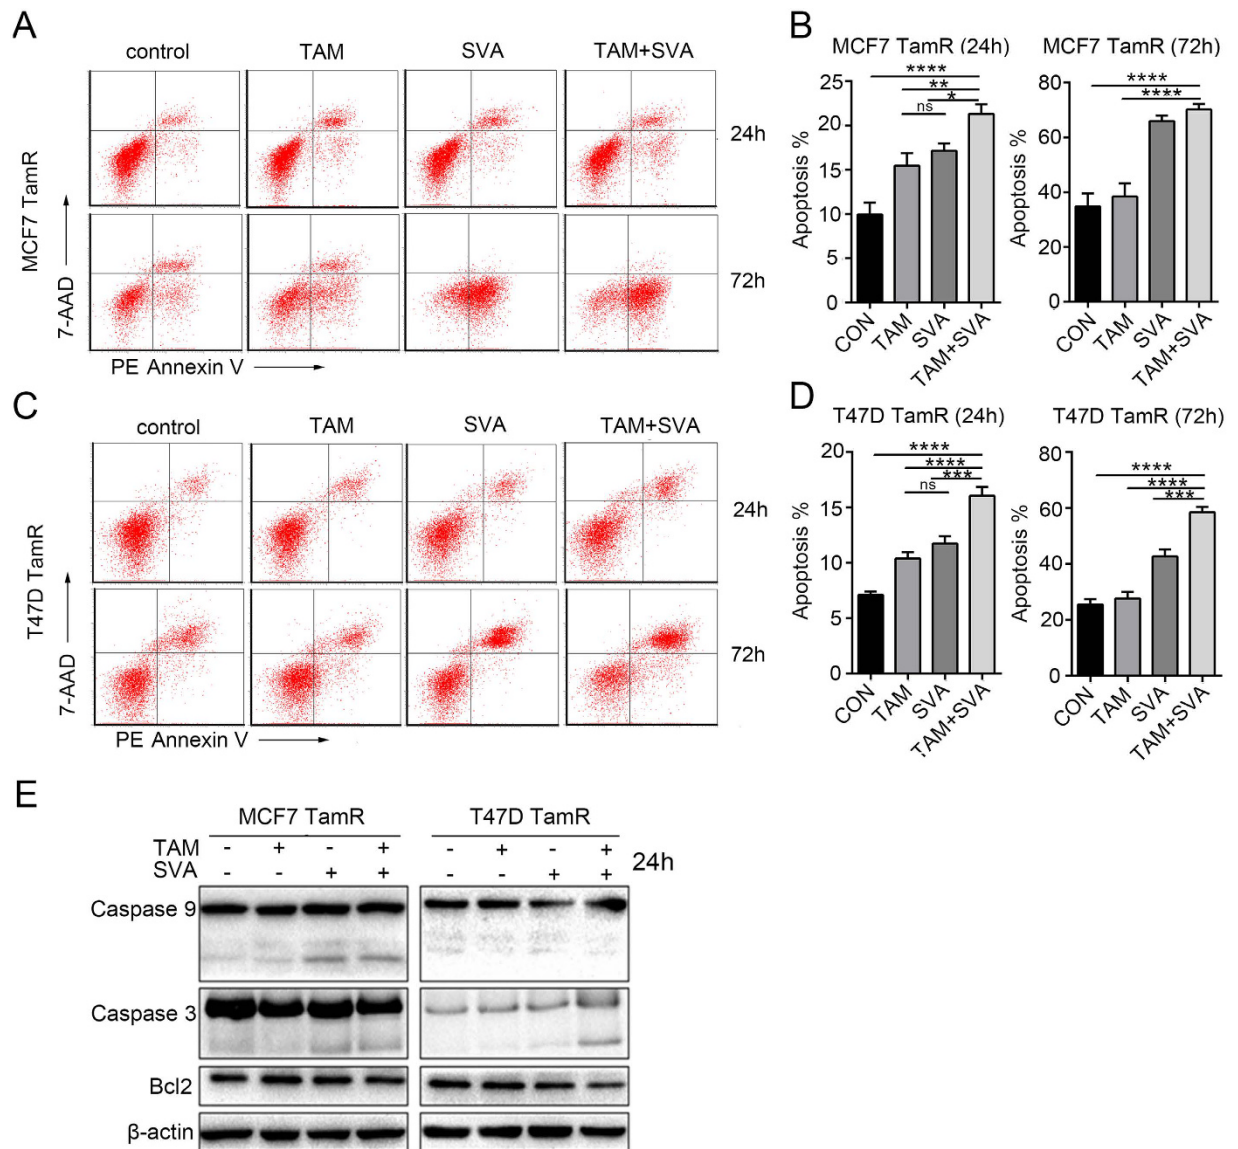 A
control TAM SVA TAM+SVA
MCF7 TamR
7-AAD
24h
72h
PE Annexin V
B
MCF7 TamR (24h)
Apoptosis %
25
20
15
10
5
0
****
**
*
ns
CON TAM SVA TAM+SVA
MCF7 TamR (72h)
Apoptosis %
80
60
40
20
0
****
****
CON TAM SVA TAM+SVA
C
control TAM SVA TAM+SVA
T47D TamR
7-AAD
24h
72h
PE Annexin V
D
T47D TamR (24h)
Apoptosis %
20
15
10
5
0
****
****
***
ns
CON TAM SVA TAM+SVA
T47D TamR (72h)
Apoptosis %
80
60
40
20
0
****
****
***
CON TAM SVA TAM+SVA
E
MCF7 TamR T47D TamR
TAM - + - + - + - +
SVA - - + + - - + +
24h
Caspase 9
Caspase 3
Bcl2
β-actin